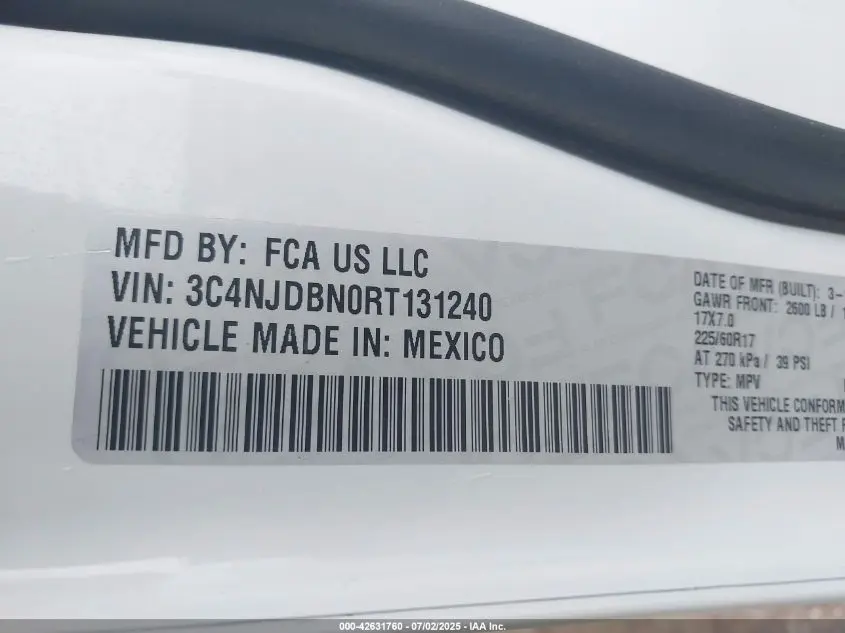 MFD BY: FCA US LLC
VIN: 3C4NJDBN0RT131240
VEHICLE MADE IN: MEXICO
DATE OF MFR (BUILT): 3-
GAWR FRONT: 2600 LB /
17X7.0
225/60R17
AT 270 kPa / 39 PSI
TYPE: MPV
THIS VEHICLE CONFORM
SAFETY AND THEFT
000-42631760 - 07/02/2025 - IAA Inc.